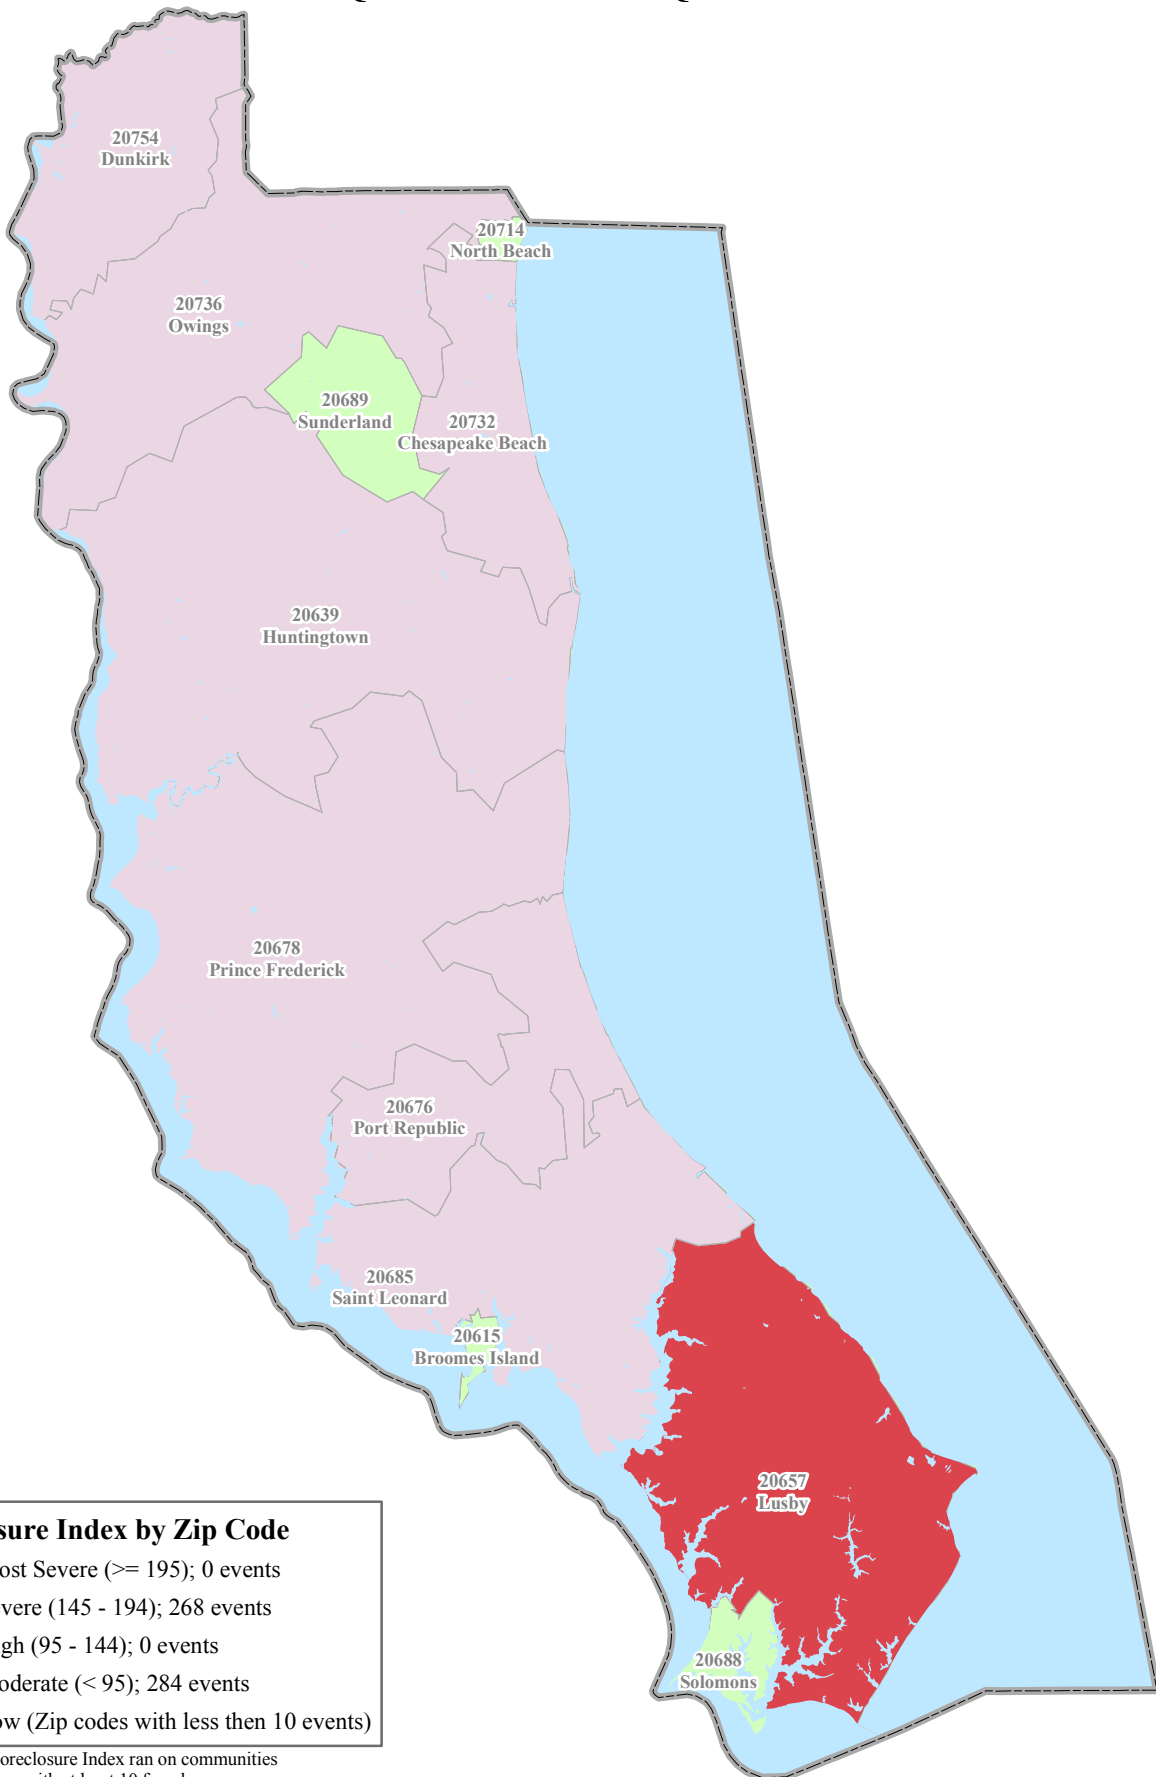 20754
Dunkirk
20714
North Beach
20736
Owings
20689
Sunderland
20732
Chesapeake Beach
20639
Huntingtown
20678
Prince Frederick
20676
Port Republic
20685
Saint Leonard
20615
Broomes Island
20657
Lusby
20688
Solomons
sure Index by Zip Code
ost Severe (>= 195); 0 events
vere (145 - 194); 268 events
gh (95 - 144); 0 events
oderate (< 95); 284 events
ow (Zip codes with less then 10 events)
oreclosure Index ran on communities